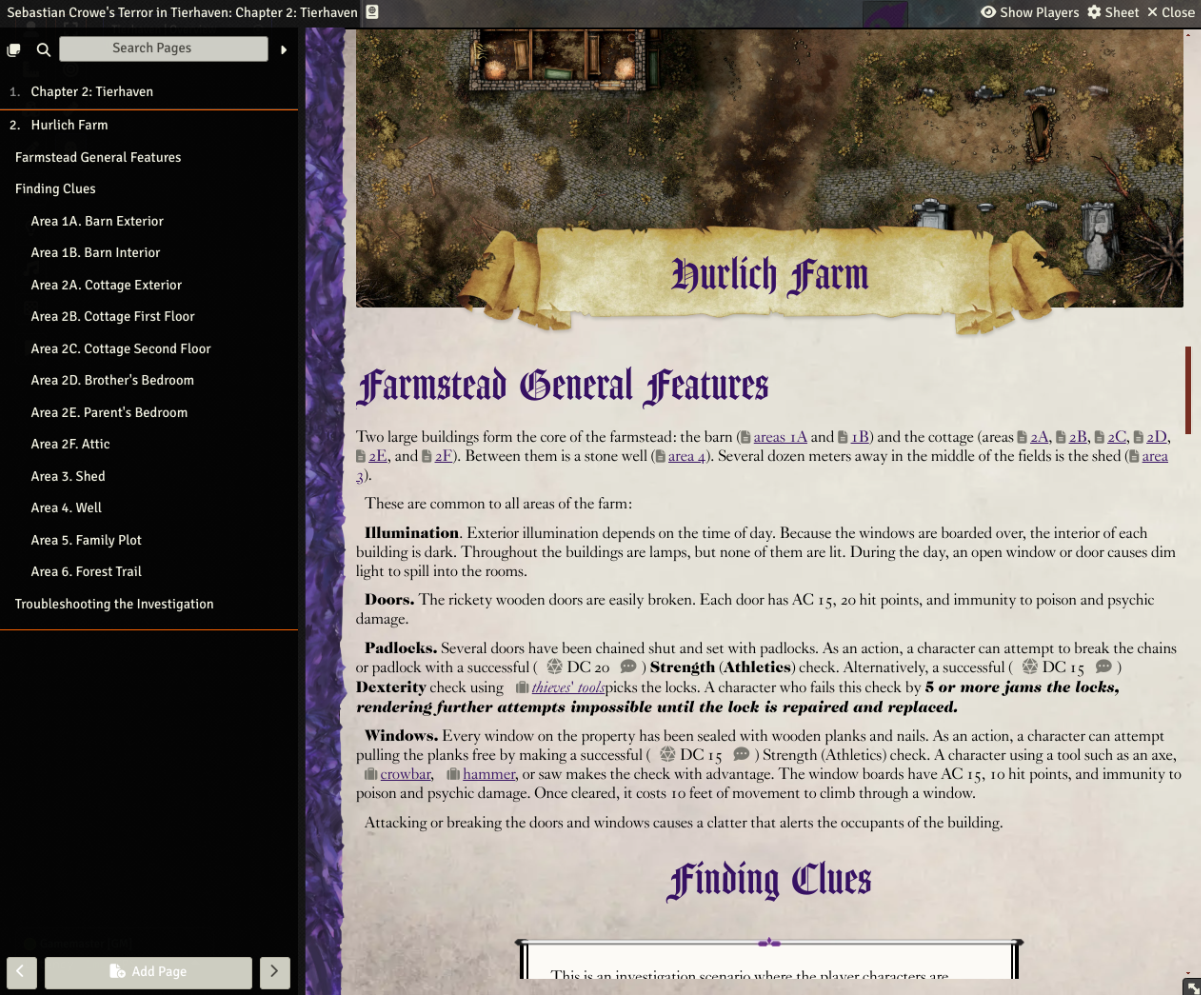 Sebastian Crowe's Terror in Tierhaven: Chapter 2: Tierhaven
Show Players Sheet Close
Search Pages
1. Chapter 2: Tierhaven
2. Hurlich Farm
Farmstead General Features
Finding Clues
Area 1A. Barn Exterior
Area 1B. Barn Interior
Area 2A. Cottage Exterior
Area 2B. Cottage First Floor
Area 2C. Cottage Second Floor
Area 2D. Brother's Bedroom
Area 2E. Parent's Bedroom
Area 2F. Attic
Area 3. Shed
Area 4. Well
Area 5. Family Plot
Area 6. Forest Trail
Troubleshooting the Investigation
Add Page
Hurlich Farm
Farmstead General Features
Two large buildings form the core of the farmstead: the barn ( areas 1A and 1B) and the cottage (areas 2A, 2B, 2C, 2D,
2E, and 2F). Between them is a stone well ( area 4). Several dozen meters away in the middle of the fields is the shed ( area
3).
These are common to all areas of the farm:
Illumination. Exterior illumination depends on the time of day. Because the windows are boarded over, the interior of each
building is dark. Throughout the buildings are lamps, but none of them are lit. During the day, an open window or door causes dim
light to spill into the rooms.
Doors. The rickety wooden doors are easily broken. Each door has AC 15, 20 hit points, and immunity to poison and psychic
damage.
Padlocks. Several doors have been chained shut and set with padlocks. As an action, a character can attempt to break the chains
or padlock with a successful ( DC 20 ) Strength (Athletics) check. Alternatively, a successful ( DC 15 )
Dexterity check using thieves' toolspicks the locks. A character who fails this check by 5 or more jams the locks,
rendering further attempts impossible until the lock is repaired and replaced.
Windows. Every window on the property has been sealed with wooden planks and nails. As an action, a character can attempt
pulling the planks free by making a successful ( DC 15 ) Strength (Athletics) check. A character using a tool such as an axe,
crowbar, hammer, or saw makes the check with advantage. The window boards have AC 15, 10 hit points, and immunity to
poison and psychic damage. Once cleared, it costs 10 feet of movement to climb through a window.
Attacking or breaking the doors and windows causes a clatter that alerts the occupants of the building.
Finding Clues
This is an investigation scenario where the player characters are